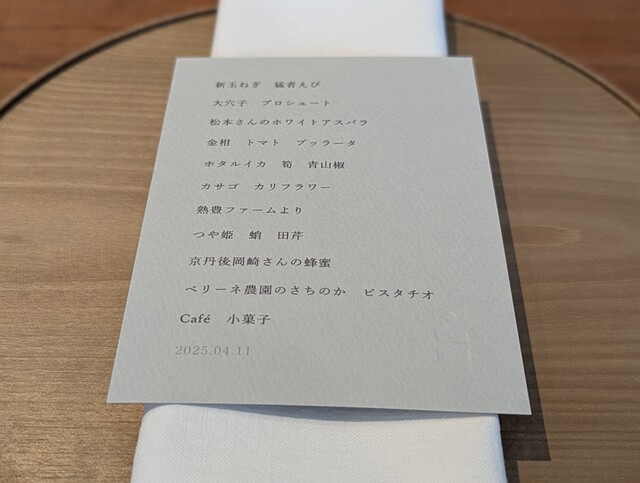 新玉ねぎ　猛者えび
大穴子　プロシュート
松本さんのホワイトアスパラ
金柑　トマト　ブッラータ
ホタルイカ　筍　青山椒
カサゴ　カリフラワー
熟豊ファームより
つや姫　蛸　田芹
京丹後岡崎さんの蜂蜜
ベリーネ農園のさちのか　ピスタチオ
Café　小菓子
2025.04.11